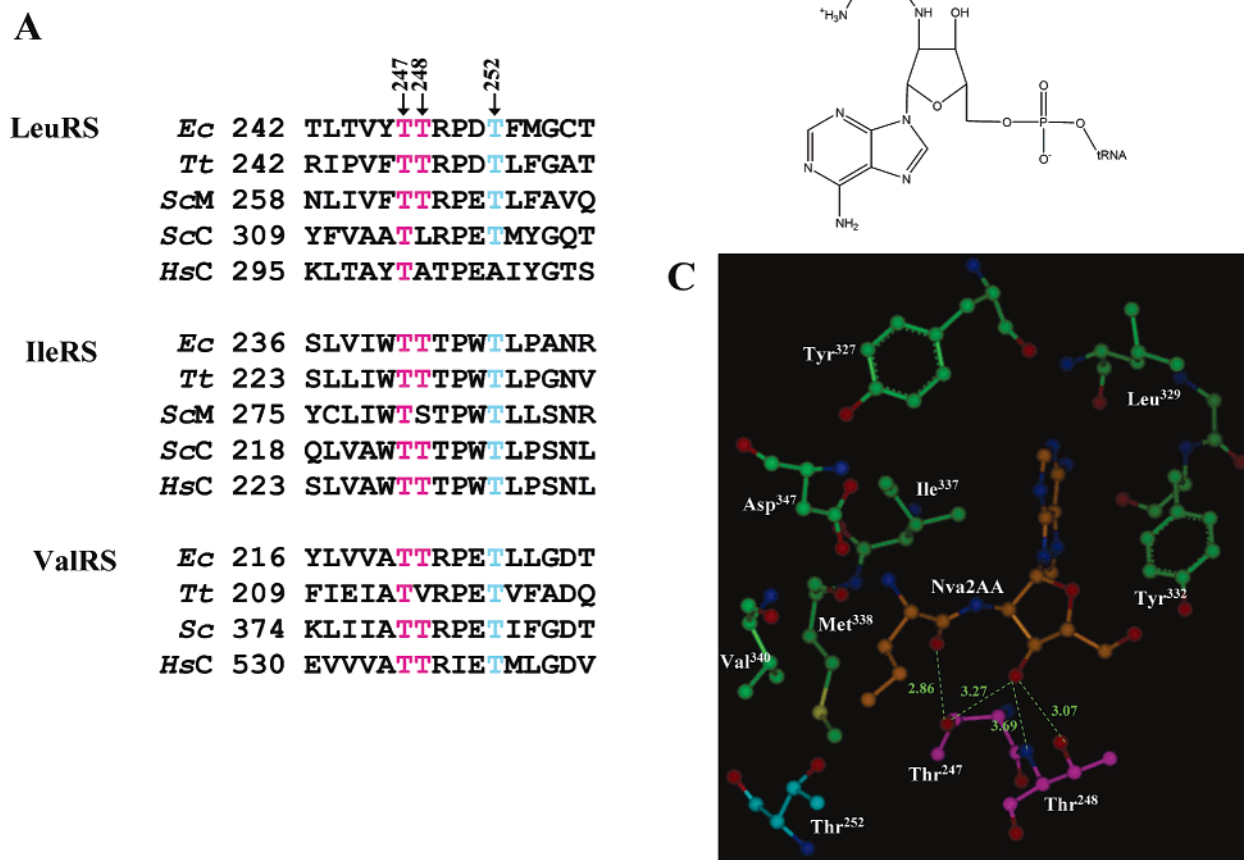 A
247 248 252
LeuRS Ec 242 TLTVYTTRPDTFMGCT
Tt 242 RIPVFTTRPDTLFGAT
ScM 258 NLIVFTTRPETLFAVQ
ScC 309 YFVAATLRPETMYGQT
HsC 295 KLTAYTATPEAIYGTS
IleRS Ec 236 SLVIWTTTPWTLPANR
Tt 223 SLLIWTTTPWTLPGNV
ScM 275 YCLIWTSTPWTLLSNR
ScC 218 QLVAWTTTPWTLPSNL
HsC 223 SLVAWTTTPWTLPSNL
ValRS Ec 216 YLVVATTRPETLLGDT
Tt 209 FIEIATVRPETVFADQ
Sc 374 KLIIATTRPETIFGDT
HsC 530 EVVVATTRIETMLGDV
⁺H₃N NH OH
O
N N O O P O
N N O⁻ tRNA
NH₂
C
Tyr³²⁷
Leu³²⁹
Asp³⁴⁷ Ile³³⁷
Nva2AA Tyr³³²
Met³³⁸
Val³⁴⁰
2.86 3.27 3.07
3.69
Thr²⁴⁷
Thr²⁴⁸
Thr²⁵²